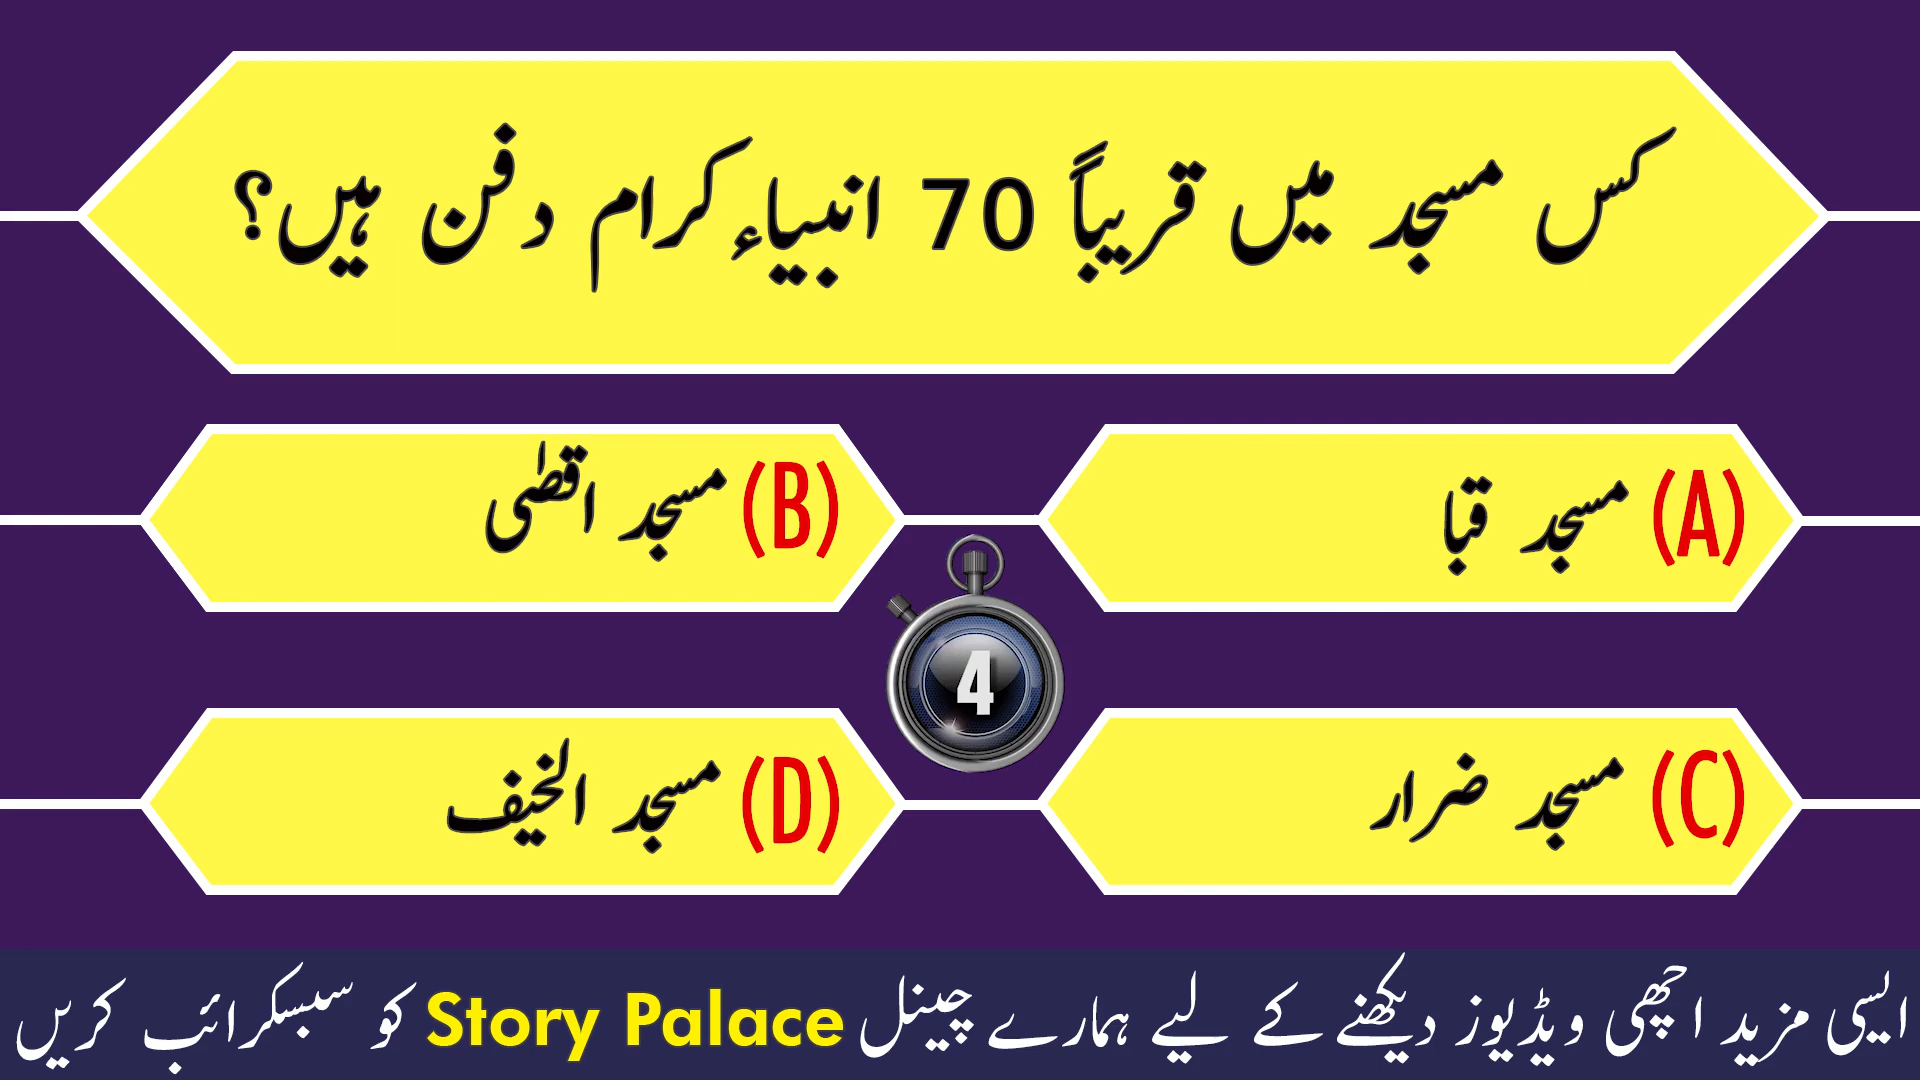 کس مسجد میں قریباً 70 انبیاء کرام دفن ہیں؟
(A) مسجد قبا
(B) مسجد اقصٰی
4
(C) مسجد ضرار
(D) مسجد الخیف
ایسی مزید اچھی ویڈیوز دیکھنے کے لیے ہمارے چینل Story Palace کو سبسکرائب کریں